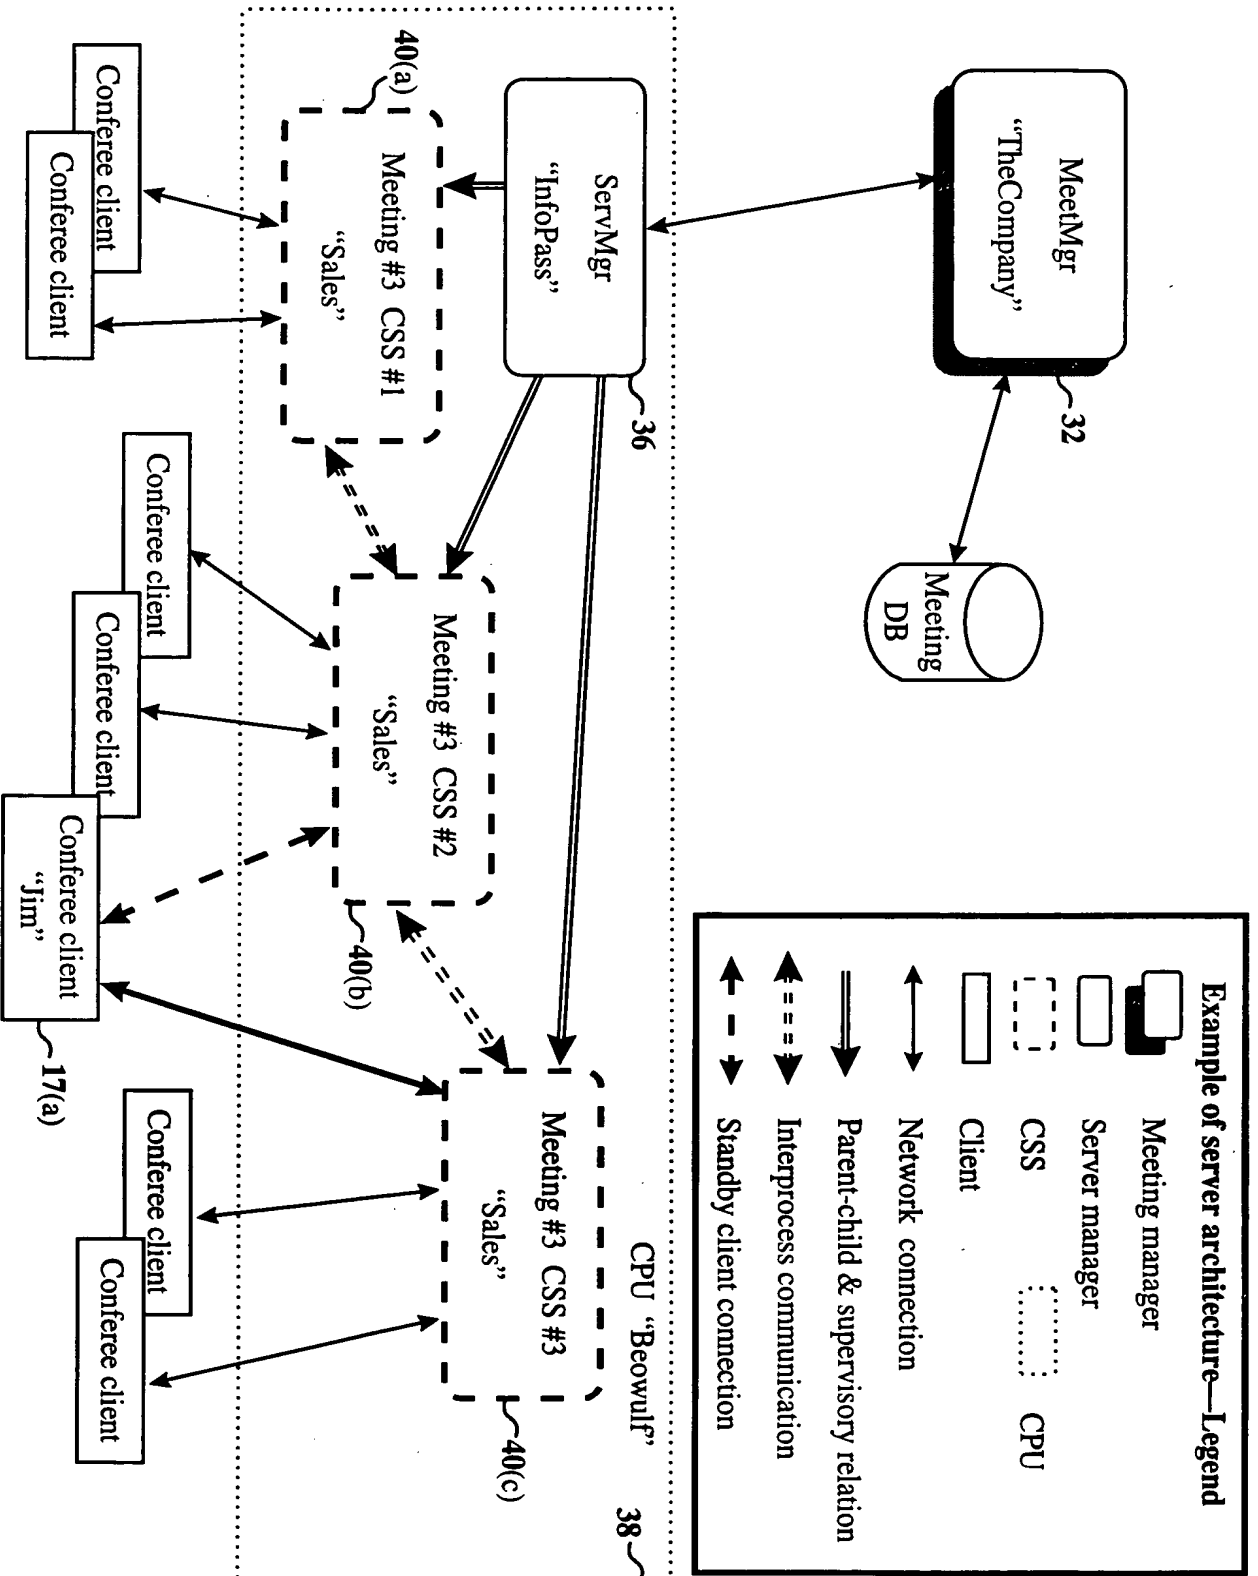 MeetMgr
“TheCompany”
32
Meeting
DB
ServMgr
“InfoPass”
36
40(a)
Meeting #3 CSS #1
“Sales”
Meeting #3 CSS #2
“Sales”
40(b)
CPU “Beowulf”
38
Meeting #3 CSS #3
“Sales”
40(c)
Conferee client
Conferee client
Conferee client
Conferee client
Conferee client
“Jim”
17(a)
Conferee client
Conferee client
Example of server architecture—Legend
Meeting manager
Server manager
CSS
CPU
Client
Network connection
Parent-child & supervisory relation
Interprocess communication
Standby client connection